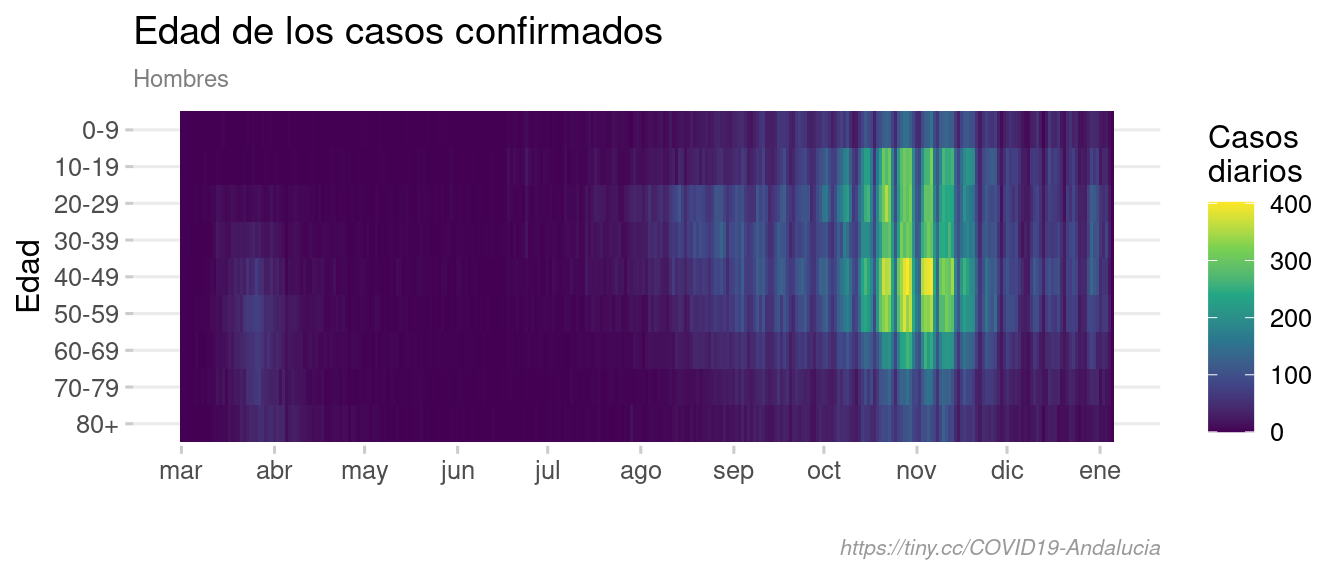 Edad de los casos confirmados
Hombres
Edad
0-9
10-19
20-29
30-39
40-49
50-59
60-69
70-79
80+
mar abr may jun jul ago sep oct nov dic ene
Casos
diarios
400
300
200
100
0
https://tiny.cc/COVID19-Andalucia